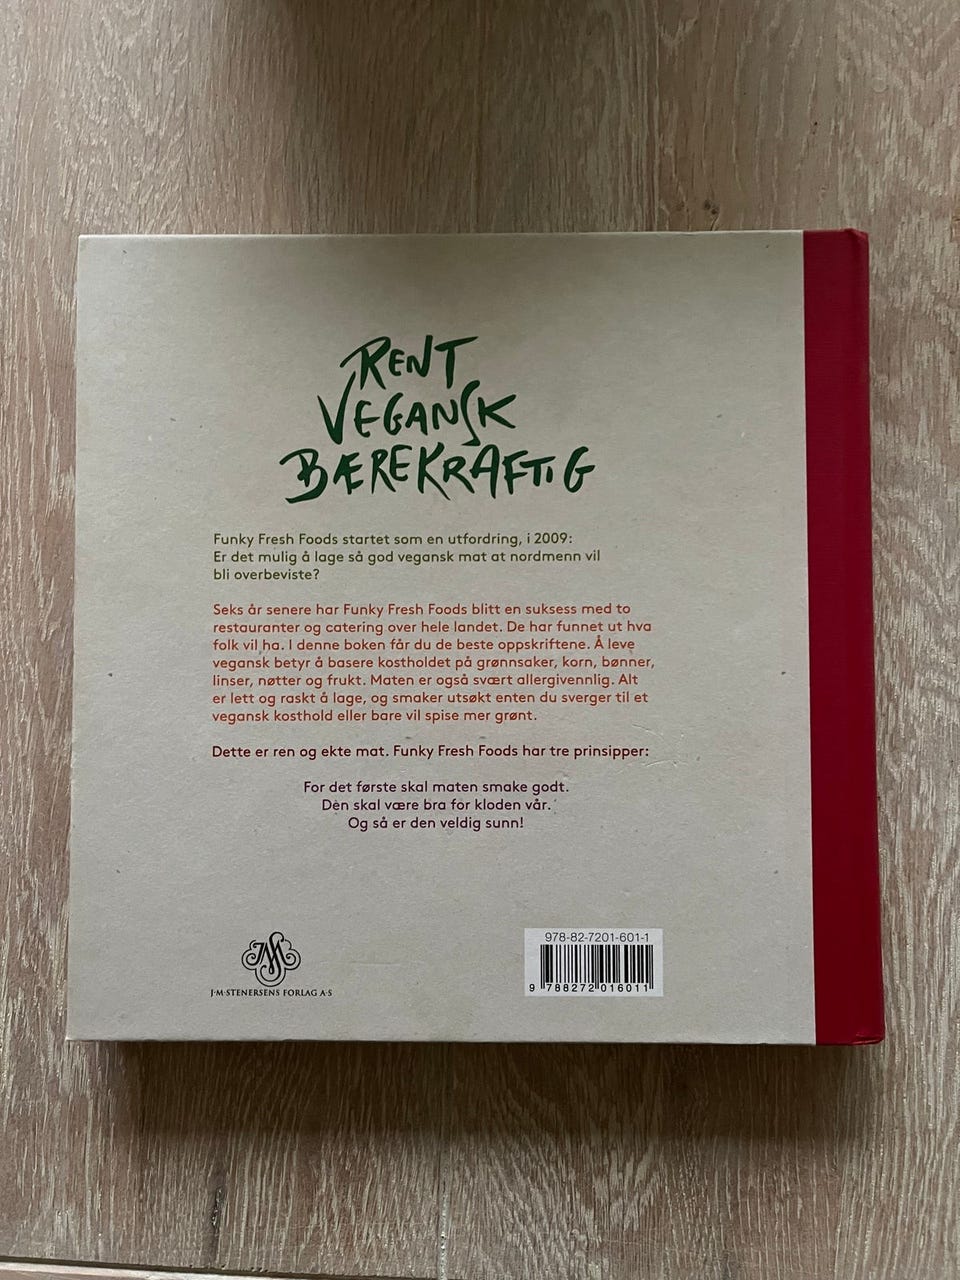 RENT
VEGANSK
BÆREKRAFTIG
Funky Fresh Foods startet som en utfordring, i 2009:
Er det mulig å lage så god vegansk mat at nordmenn vil
bli overbeviste?
Seks år senere har Funky Fresh Foods blitt en suksess med to
restauranter og catering over hele landet. De har funnet ut hva
folk vil ha. I denne boken får du de beste oppskriftene. Å leve
vegansk betyr å basere kostholdet på grønnsaker, korn, bønner,
linser, nøtter og frukt. Maten er også svært allergivennlig. Alt
er lett og raskt å lage, og smaker utsøkt enten du sverger til et
vegansk kosthold eller bare vil spise mer grønt.
Dette er ren og ekte mat. Funky Fresh Foods har tre prinsipper:
For det første skal maten smake godt.
Den skal være bra for kloden vår.
Og så er den veldig sunn!
JMS
J·M·STENERSENS FORLAG A·S
978-82-7201-601-1
9 788272 016011